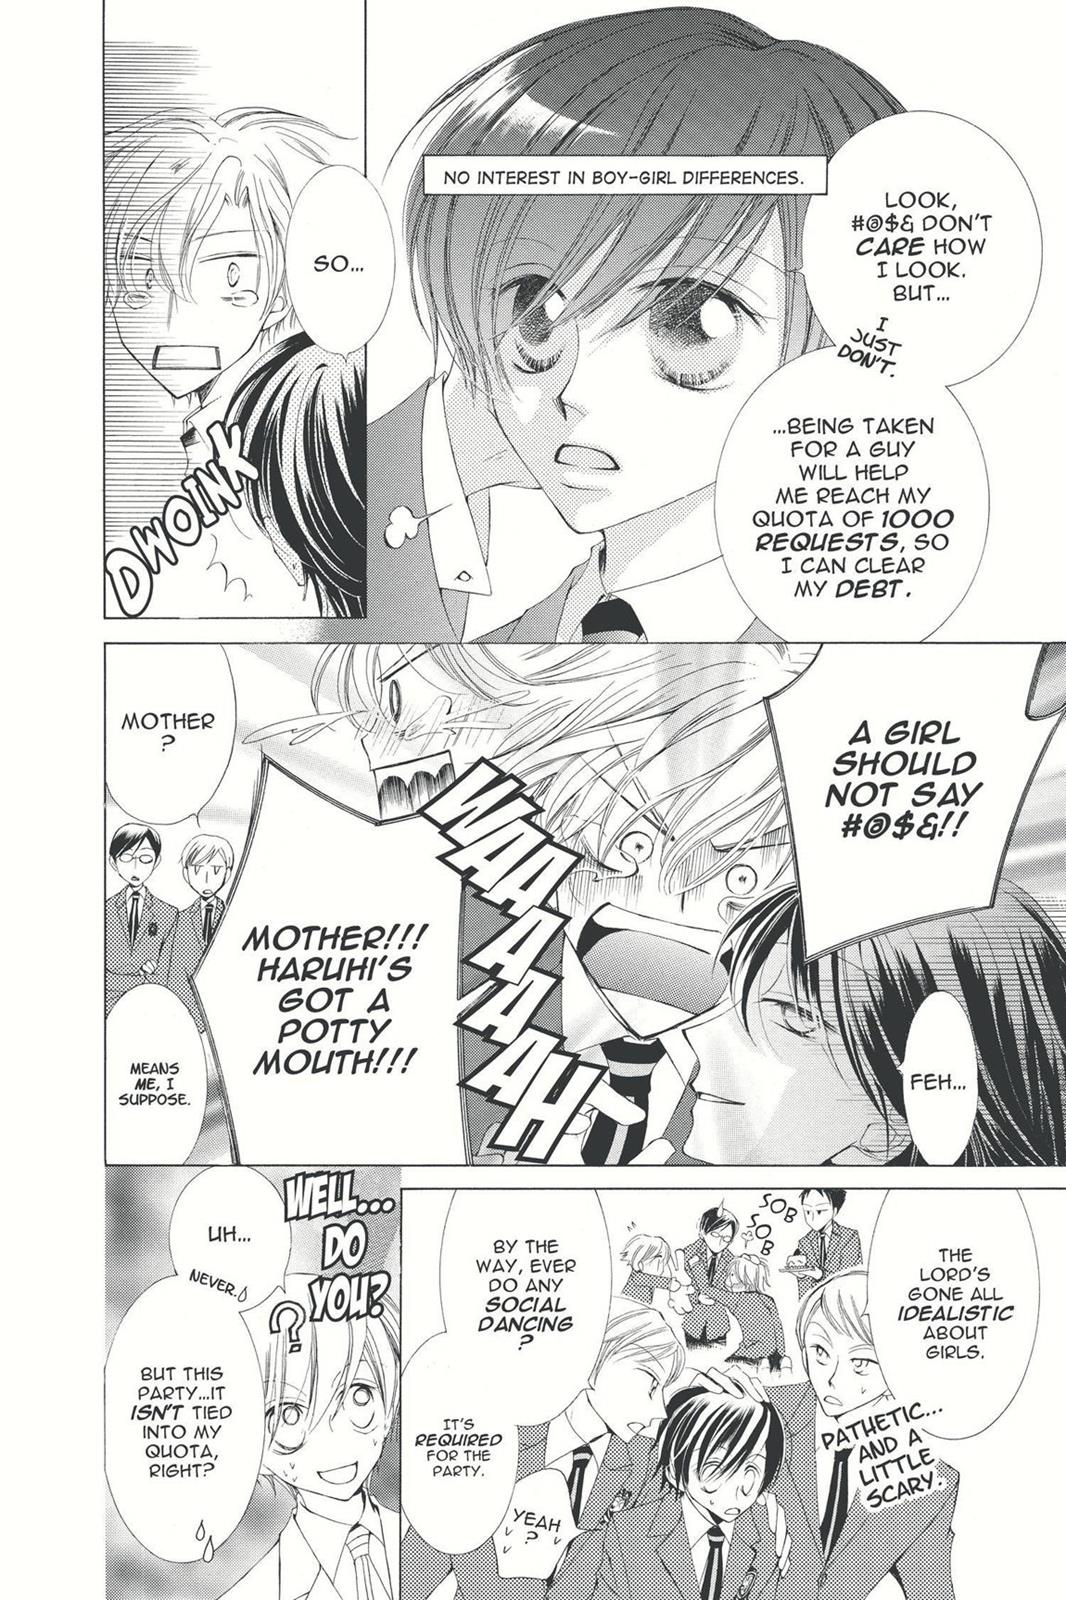 LOOK,
#@$& DON'T
CARE HOW
I LOOK.
BUT...
I
JUST
DON'T.
...BEING TAKEN
FOR A GUY
WILL HELP
ME REACH MY
QUOTA OF 1000
REQUESTS, SO
I CAN CLEAR
MY DEBT.
NO INTEREST IN BOY-GIRL DIFFERENCES.
SO...
DWOINK
A GIRL
SHOULD
NOT SAY
#@$&!!
FEH...
WAAAAAAH
MOTHER!!!
HARUHI'S
GOT A
POTTY
MOUTH!!!
MOTHER
?
MEANS
ME, I
SUPPOSE.
THE
LORD'S
GONE ALL
IDEALISTIC
ABOUT
GIRLS.
PATHETIC...
AND A
LITTLE
SCARY.
SOB
SOB
SOB
BY THE
WAY, EVER
DO ANY
SOCIAL
DANCING
?
IT'S
REQUIRED
FOR THE
PARTY.
YEAH
?
WELL...
DO
YOU?
?
UH...
NEVER.
BUT THIS
PARTY...IT
ISN'T TIED
INTO MY
QUOTA,
RIGHT?